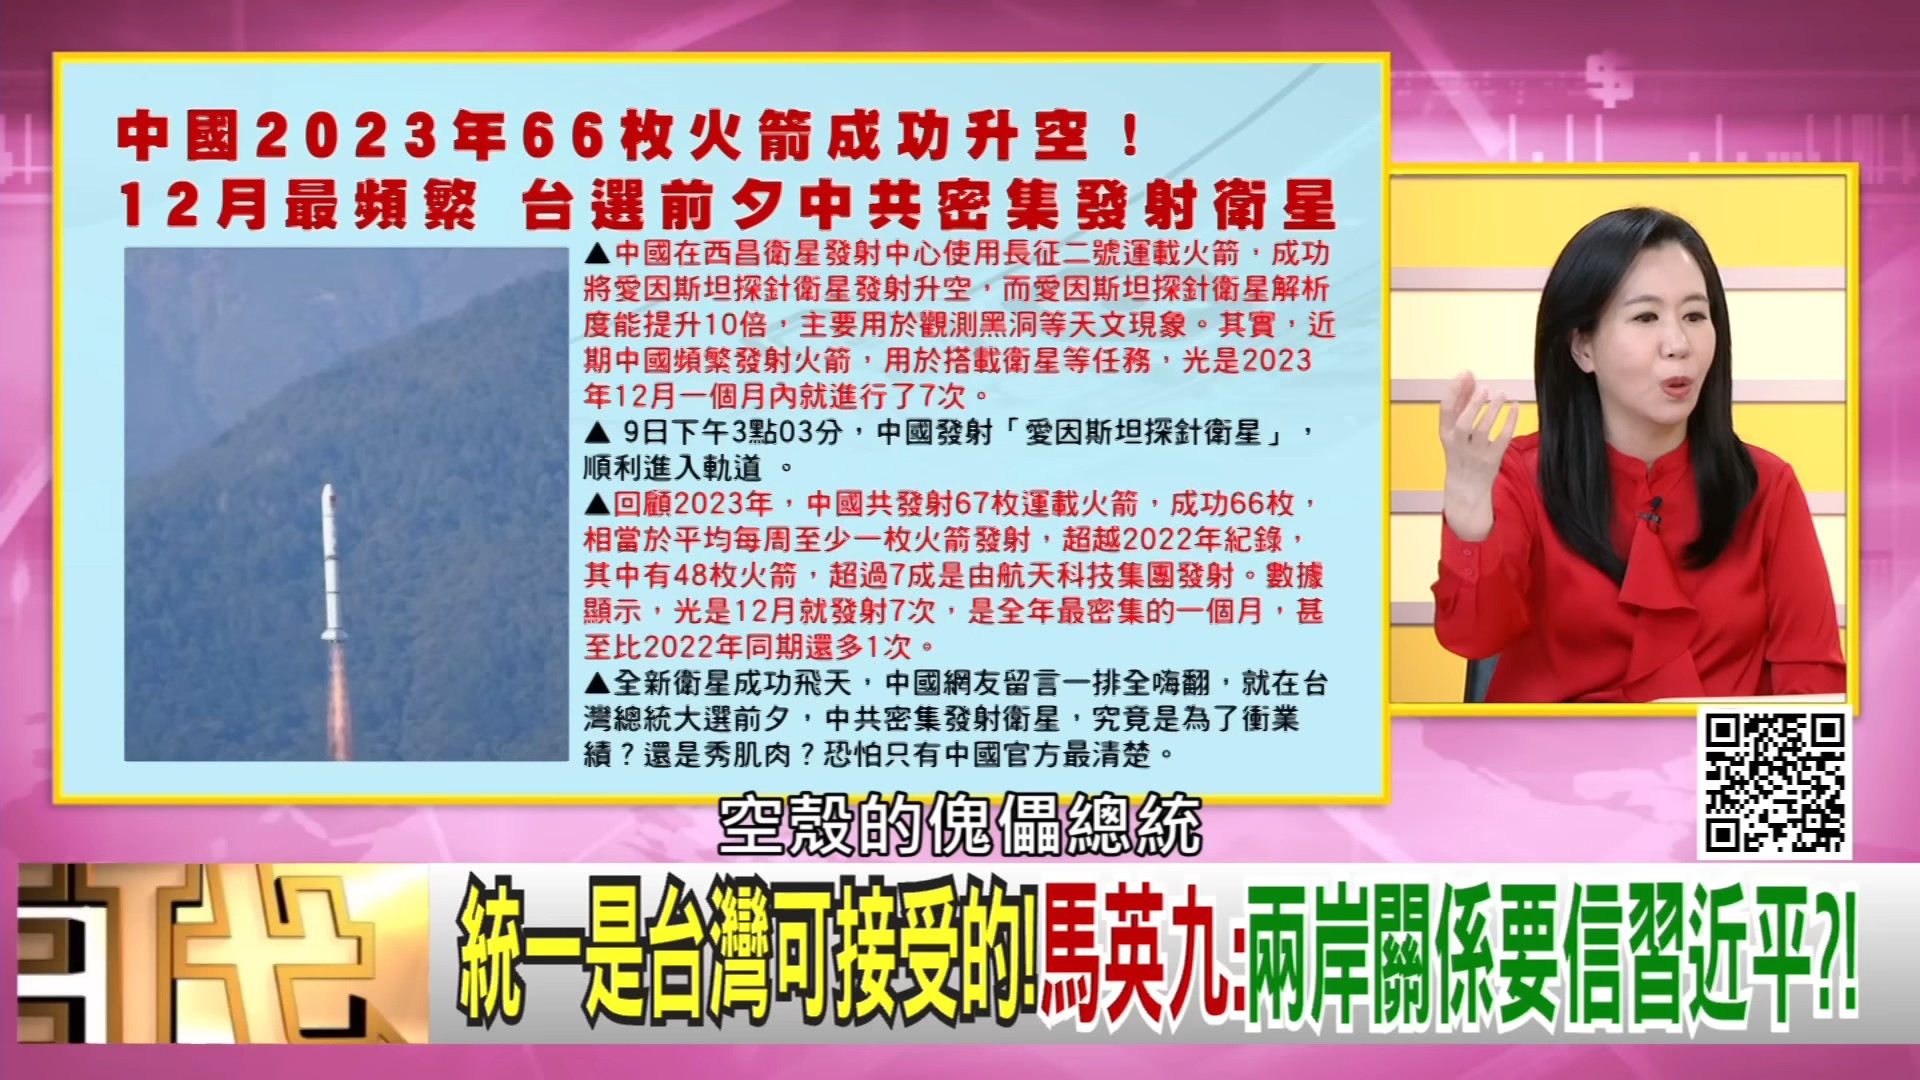 中國2023年66枚火箭成功升空！
12月最頻繁 台選前夕中共密集發射衛星
▲中國在西昌衛星發射中心使用長征二號運載火箭，成功
將愛因斯坦探針衛星發射升空，而愛因斯坦探針衛星解析
度能提升10倍，主要用於觀測黑洞等天文現象。其實，近
期中國頻繁發射火箭，用於搭載衛星等任務，光是2023
年12月一個月內就進行了7次。
▲ 9日下午3點03分，中國發射「愛因斯坦探針衛星」，
順利進入軌道 。
▲回顧2023年，中國共發射67枚運載火箭，成功66枚，
相當於平均每周至少一枚火箭發射，超越2022年紀錄，
其中有48枚火箭，超過7成是由航天科技集團發射。數據
顯示，光是12月就發射7次，是全年最密集的一個月，甚
至比2022年同期還多1次。
▲全新衛星成功飛天，中國網友留言一排全嗨翻，就在台
灣總統大選前夕，中共密集發射衛星，究竟是為了衝業
績？還是秀肌肉？恐怕只有中國官方最清楚。
空殼的傀儡總統
統一是台灣可接受的!馬英九:兩岸關係要信習近平?!